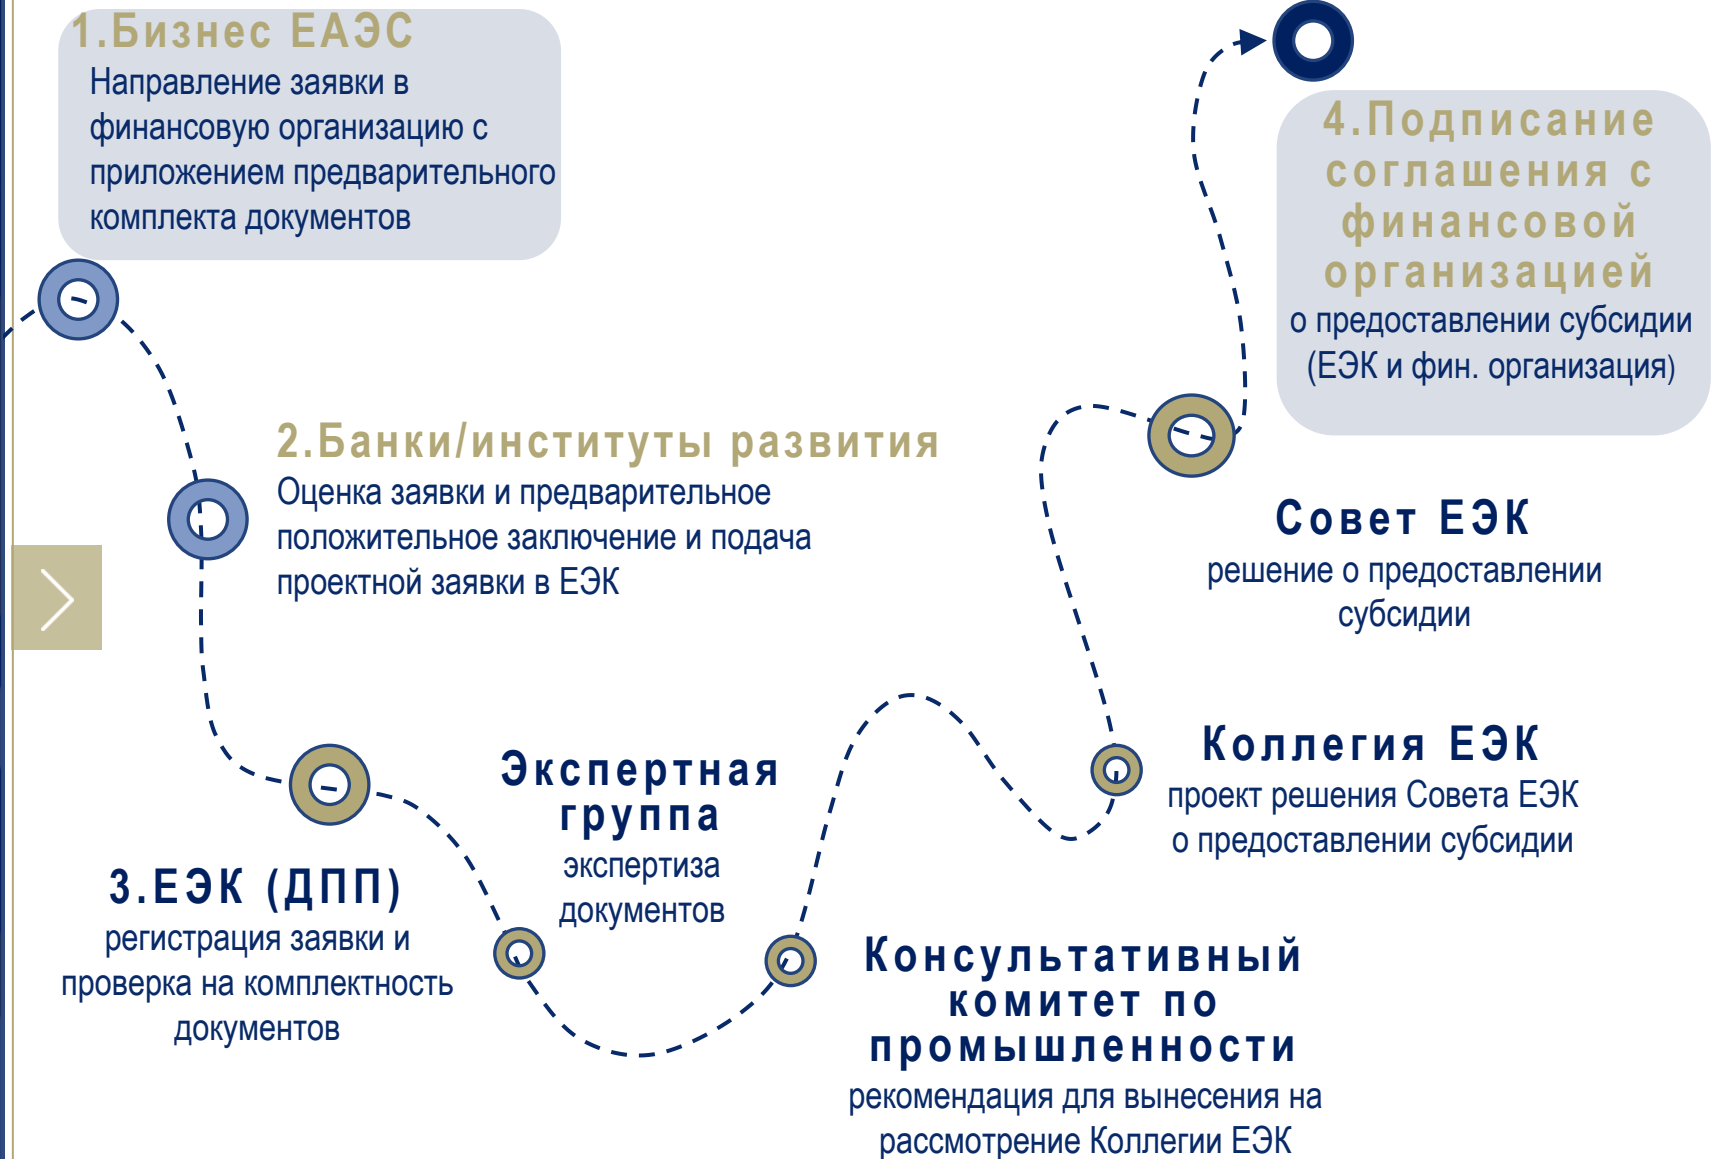 1.Бизнес ЕАЭС
Направление заявки в
финансовую организацию с
приложением предварительного
комплекта документов
2.Банки/институты развития
Оценка заявки и предварительное
положительное заключение и подача
проектной заявки в ЕЭК
3.ЕЭК (ДПП)
регистрация заявки и
проверка на комплектность
документов
Экспертная
группа
экспертиза
документов
Консультативный
комитет по
промышленности
рекомендация для вынесения на
рассмотрение Коллегии ЕЭК
Коллегия ЕЭК
проект решения Совета ЕЭК
о предоставлении субсидии
Совет ЕЭК
решение о предоставлении
субсидии
4.Подписание
соглашения с
финансовой
организацией
о предоставлении субсидии
(ЕЭК и фин. организация)